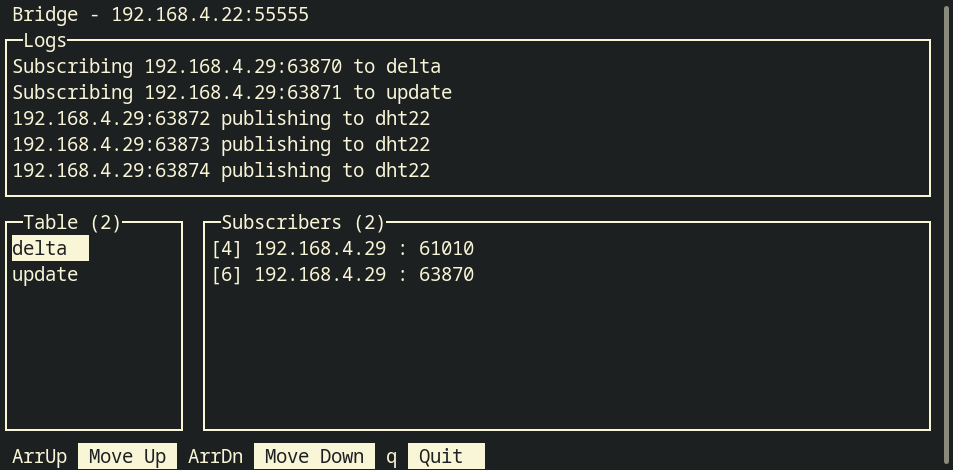 Bridge - 192.168.4.22:55555
Logs
Subscribing 192.168.4.29:63870 to delta
Subscribing 192.168.4.29:63871 to update
192.168.4.29:63872 publishing to dht22
192.168.4.29:63873 publishing to dht22
192.168.4.29:63874 publishing to dht22
Table (2)
delta
update
Subscribers (2)
[4] 192.168.4.29 : 61010
[6] 192.168.4.29 : 63870
ArrUp Move Up ArrDn Move Down q Quit